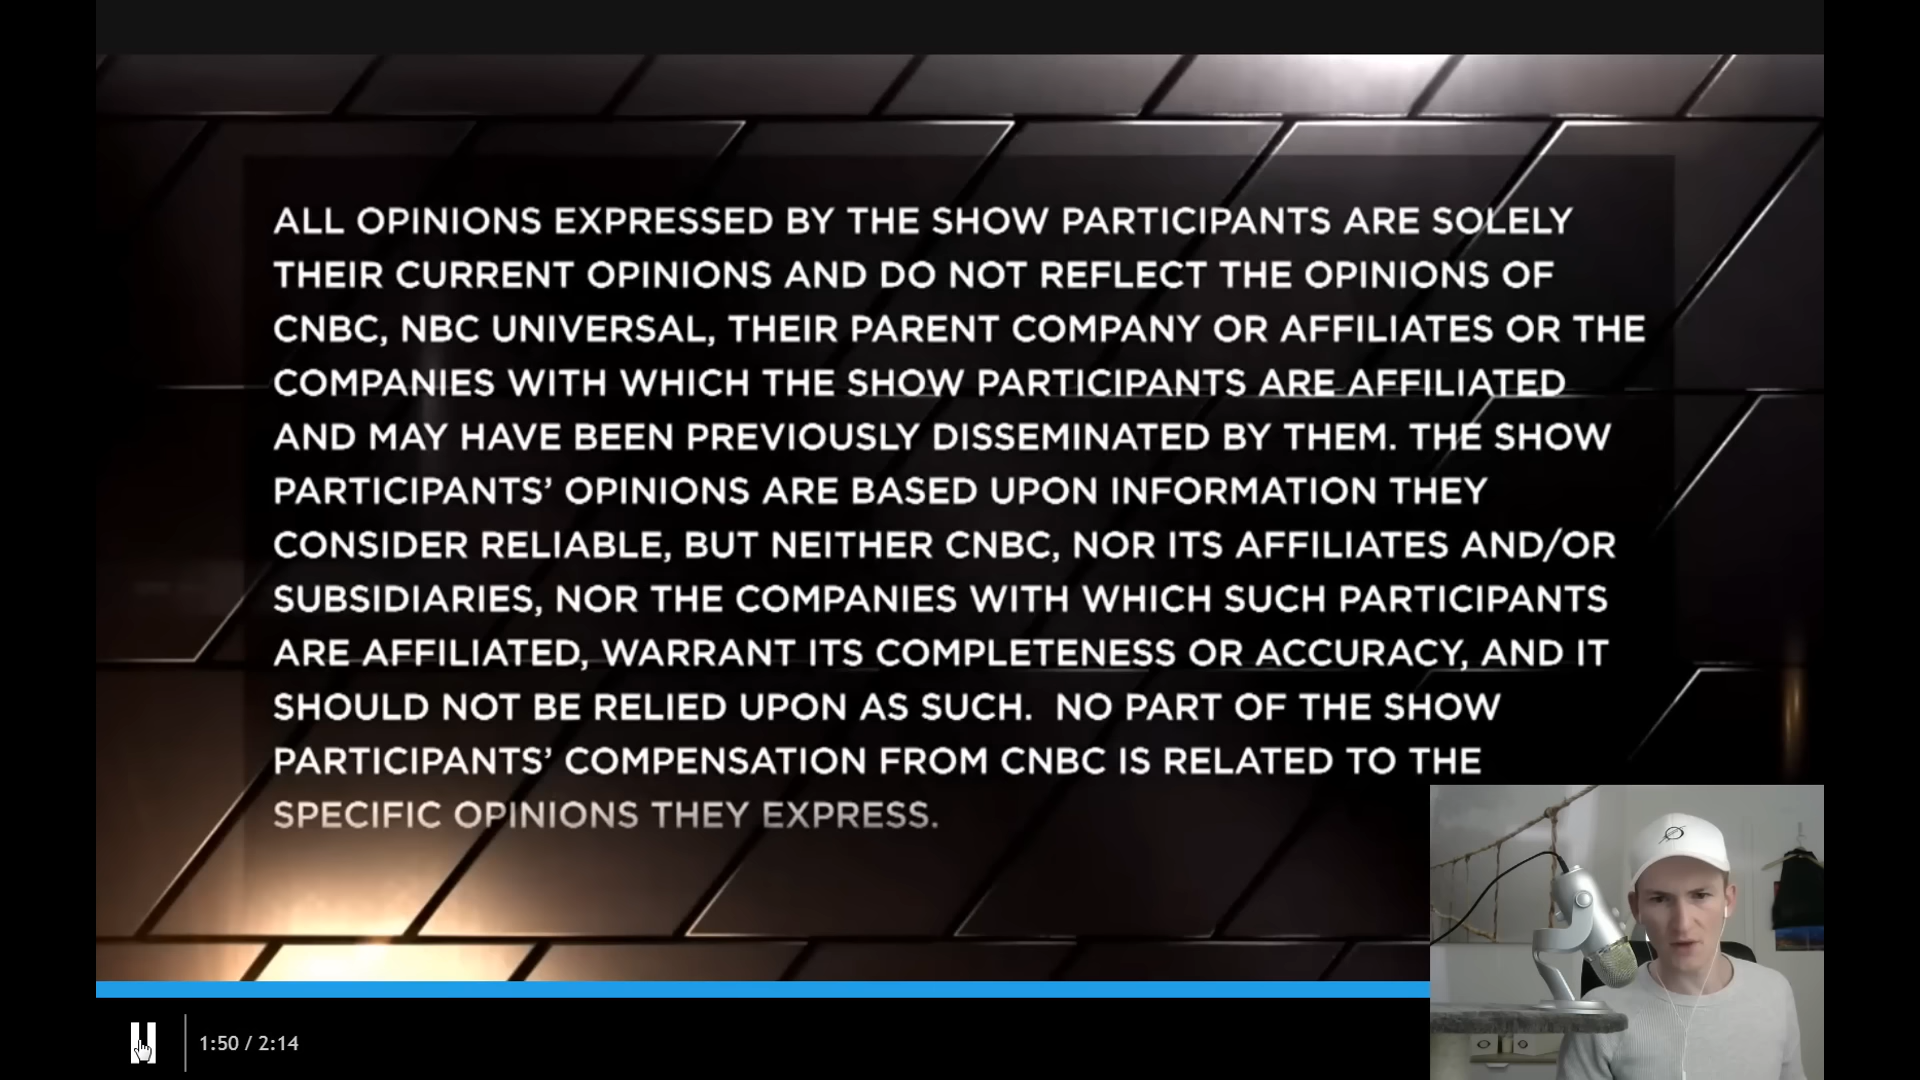 ALL OPINIONS EXPRESSED BY THE SHOW PARTICIPANTS ARE SOLELY
THEIR CURRENT OPINIONS AND DO NOT REFLECT THE OPINIONS OF
CNBC, NBC UNIVERSAL, THEIR PARENT COMPANY OR AFFILIATES OR THE
COMPANIES WITH WHICH THE SHOW PARTICIPANTS ARE AFFILIATED
AND MAY HAVE BEEN PREVIOUSLY DISSEMINATED BY THEM. THE SHOW
PARTICIPANTS’ OPINIONS ARE BASED UPON INFORMATION THEY
CONSIDER RELIABLE, BUT NEITHER CNBC, NOR ITS AFFILIATES AND/OR
SUBSIDIARIES, NOR THE COMPANIES WITH WHICH SUCH PARTICIPANTS
ARE AFFILIATED, WARRANT ITS COMPLETENESS OR ACCURACY, AND IT
SHOULD NOT BE RELIED UPON AS SUCH.  NO PART OF THE SHOW
PARTICIPANTS’ COMPENSATION FROM CNBC IS RELATED TO THE
SPECIFIC OPINIONS THEY EXPRESS.
1:50 / 2:14